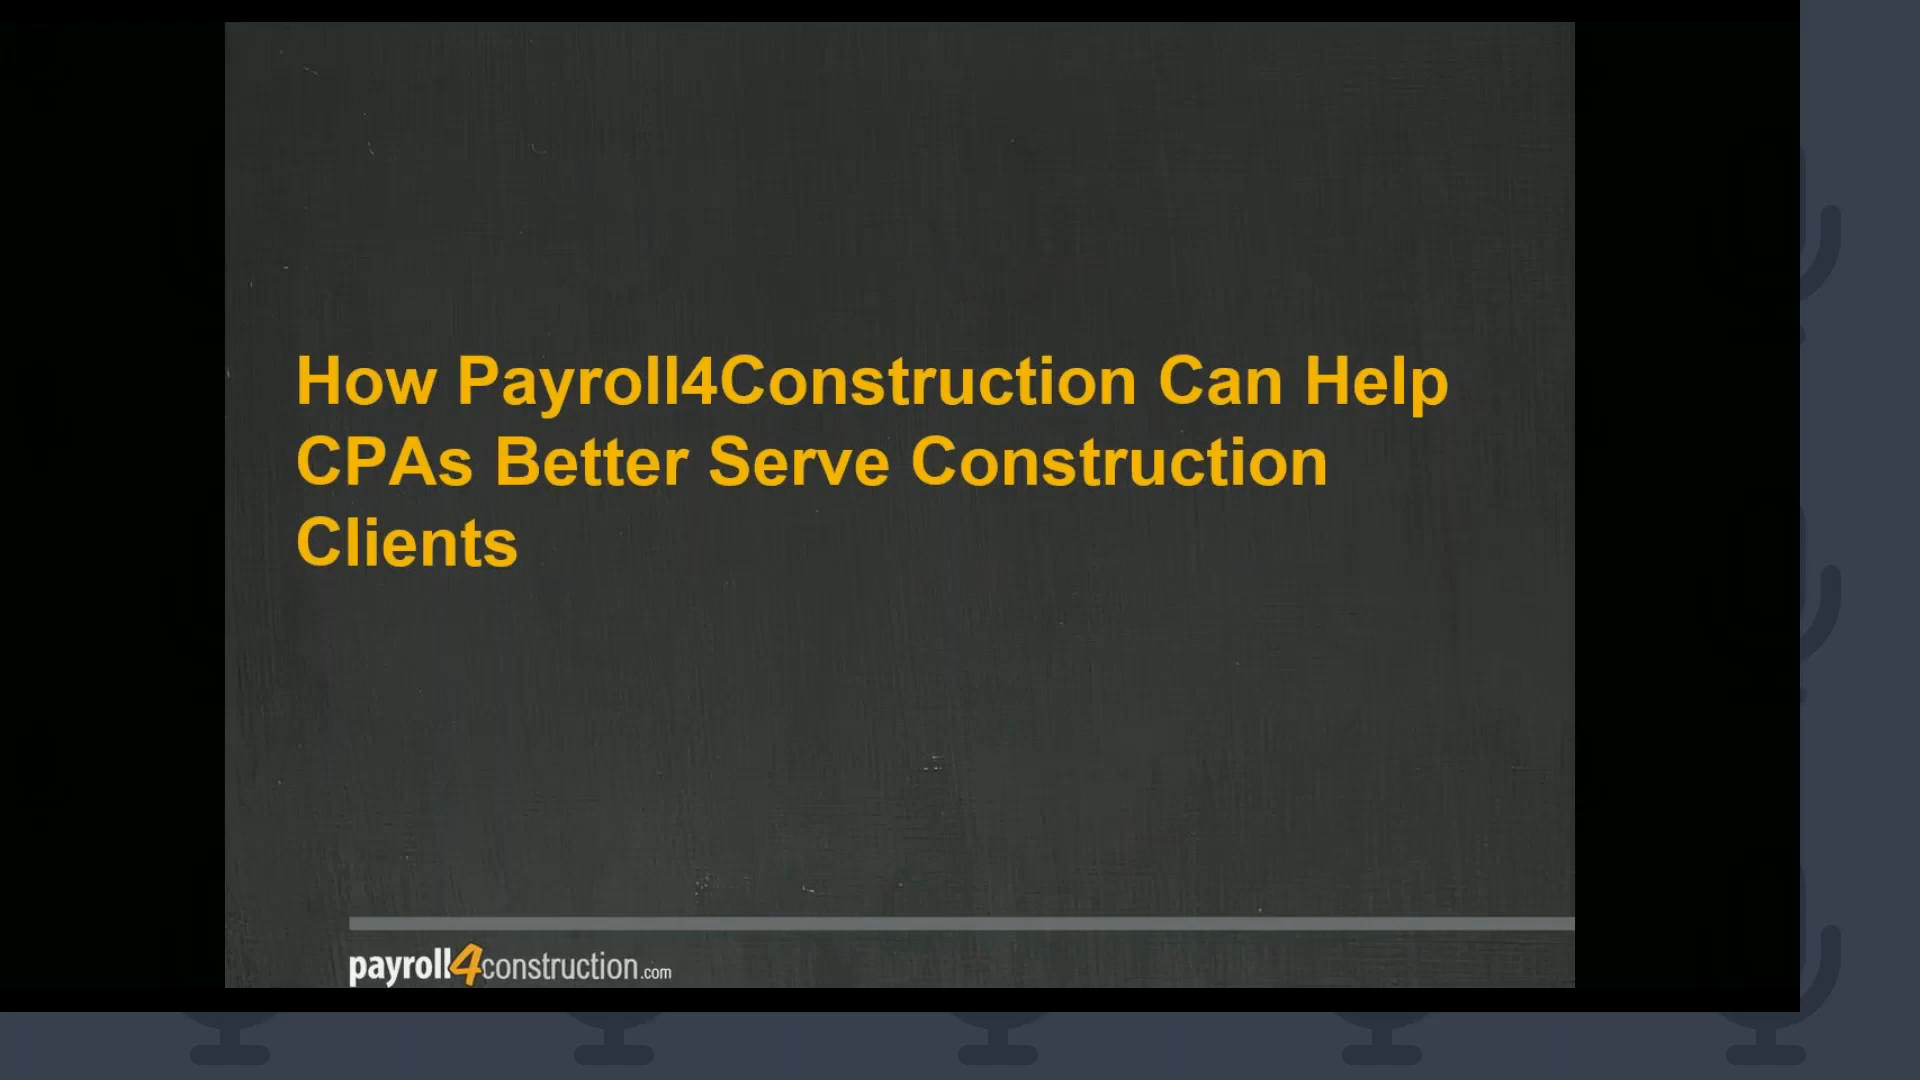 How Payroll4Construction Can Help
CPAs Better Serve Construction
Clients
payroll4construction.com